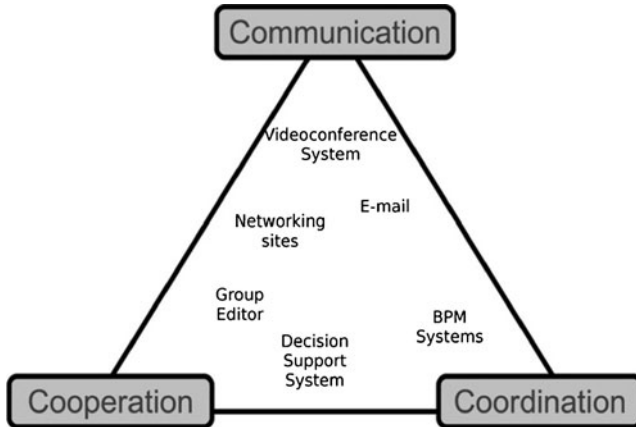 Communication
Videoconference
System
E-mail
Networking
sites
Group
Editor
BPM
Systems
Decision
Support
System
Cooperation
Coordination